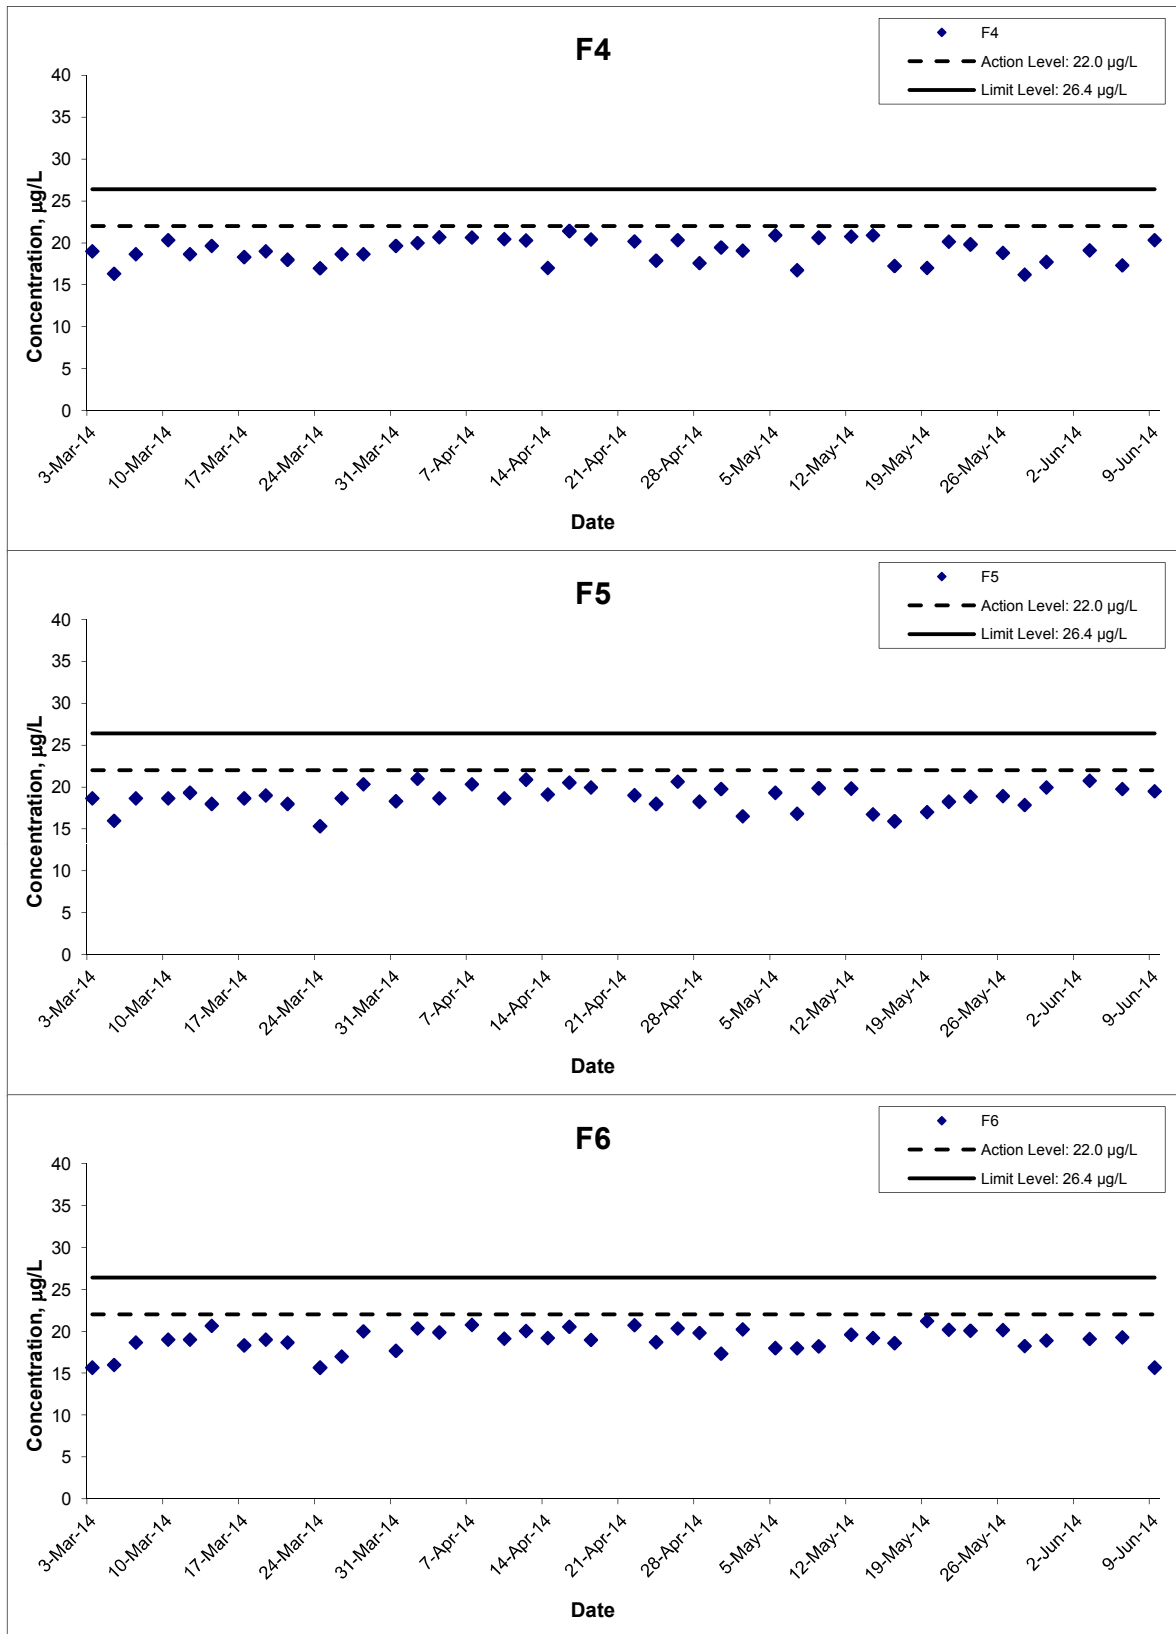 F4
F4
Action Level: 22.0 µg/L
Limit Level: 26.4 µg/L
Concentration, µg/L
40
35
30
25
20
15
10
5
0
3-Mar-14
10-Mar-14
17-Mar-14
24-Mar-14
31-Mar-14
7-Apr-14
14-Apr-14
21-Apr-14
28-Apr-14
5-May-14
12-May-14
19-May-14
26-May-14
2-Jun-14
9-Jun-14
Date
F5
F5
Action Level: 22.0 µg/L
Limit Level: 26.4 µg/L
Concentration, µg/L
40
35
30
25
20
15
10
5
0
3-Mar-14
10-Mar-14
17-Mar-14
24-Mar-14
31-Mar-14
7-Apr-14
14-Apr-14
21-Apr-14
28-Apr-14
5-May-14
12-May-14
19-May-14
26-May-14
2-Jun-14
9-Jun-14
Date
F6
F6
Action Level: 22.0 µg/L
Limit Level: 26.4 µg/L
Concentration, µg/L
40
35
30
25
20
15
10
5
0
3-Mar-14
10-Mar-14
17-Mar-14
24-Mar-14
31-Mar-14
7-Apr-14
14-Apr-14
21-Apr-14
28-Apr-14
5-May-14
12-May-14
19-May-14
26-May-14
2-Jun-14
9-Jun-14
Date